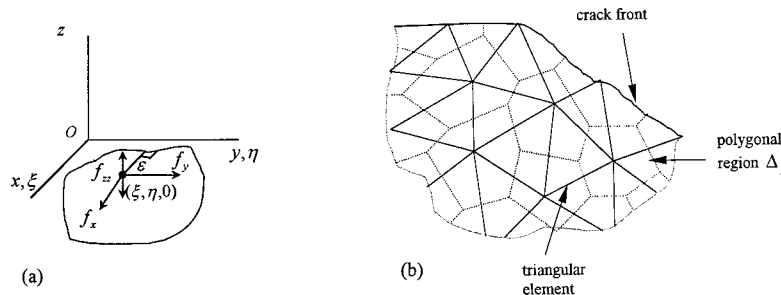 z
O
y, η
x, ξ
ε
f_zz
f_y
(ξ, η, 0)
f_x
(a)
crack front
polygonal
region Δ
triangular
element
(b)